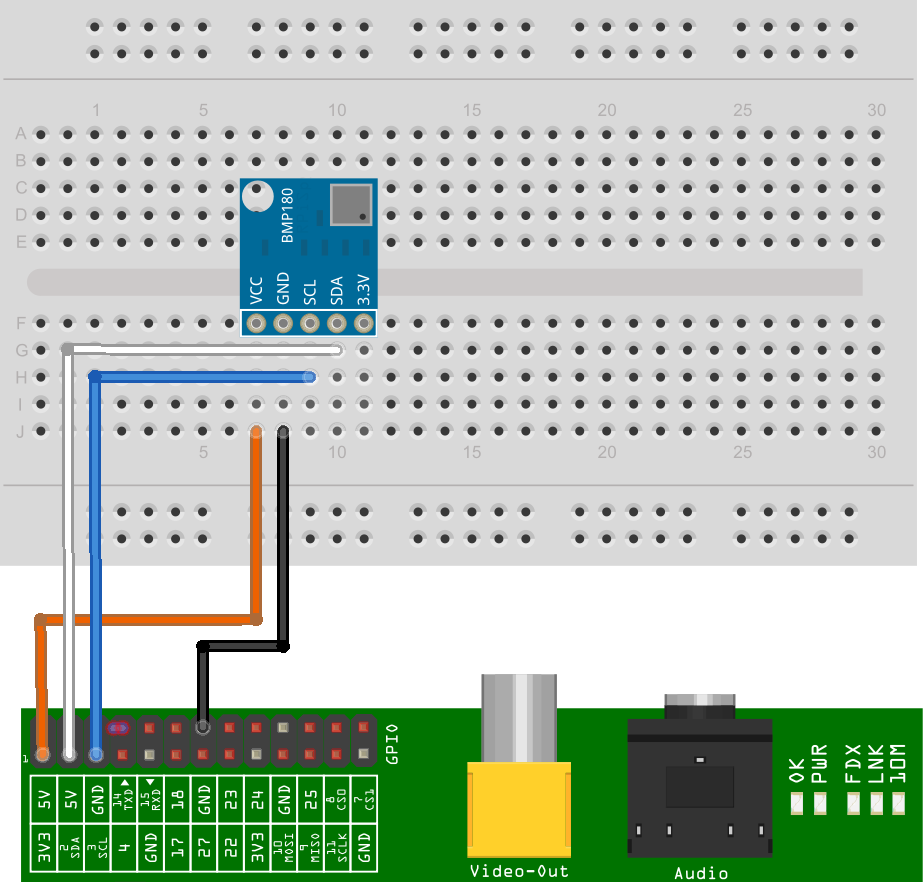 1 5 10 15 20 25 30
A
B
C
D
E
BMP180
VCC GND SCL SDA 3.3V
F
G
H
I
J
5 10 15 20 25 30
1
GPIO
5V 5V GND 14 TXD 15 RXD 18 GND 23 24 GND 25 8 CS0 7 CS1
3V3 2 SDA 3 SCL 4 GND 17 27 22 3V3 10 MOSI 9 MISO 11 SCLK GND
Video-Out
Audio
OK PWR FDX LNK 10M